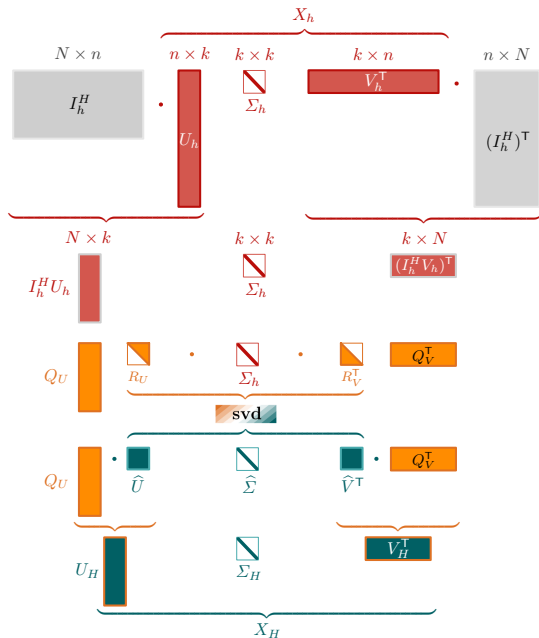 X_h
N × n n × k k × k k × n n × N
I_h^H · U_h Σ_h V_h^⊤ · (I_h^H)^⊤
N × k k × k k × N
I_h^H U_h Σ_h (I_h^H V_h)^⊤
Q_U R_U · Σ_h · R_V^⊤ Q_V^⊤
svd
Q_U · Û Σ̂ V̂^⊤ · Q_V^⊤
U_H Σ_H V_H^⊤
X_H